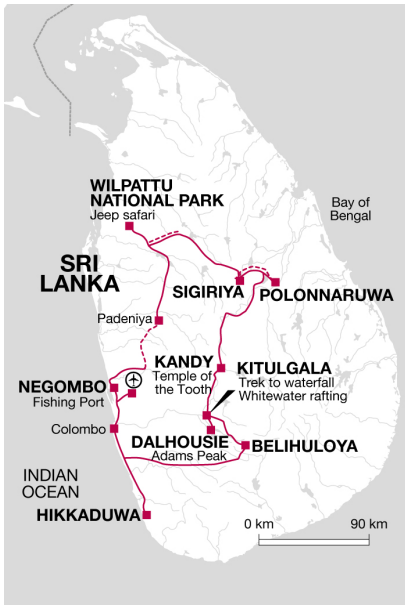 WILPATTU
NATIONAL PARK
Jeep safari
Bay of
Bengal
SRI
LANKA
SIGIRIYA
POLONNARUWA
Padeniya
KANDY
Temple of
the Tooth
KITULGALA
Trek to waterfall
Whitewater rafting
NEGOMBO
Fishing Port
Colombo
DALHOUSIE
Adams Peak
BELIHULOYA
INDIAN
OCEAN
HIKKADUWA
0 km
90 km